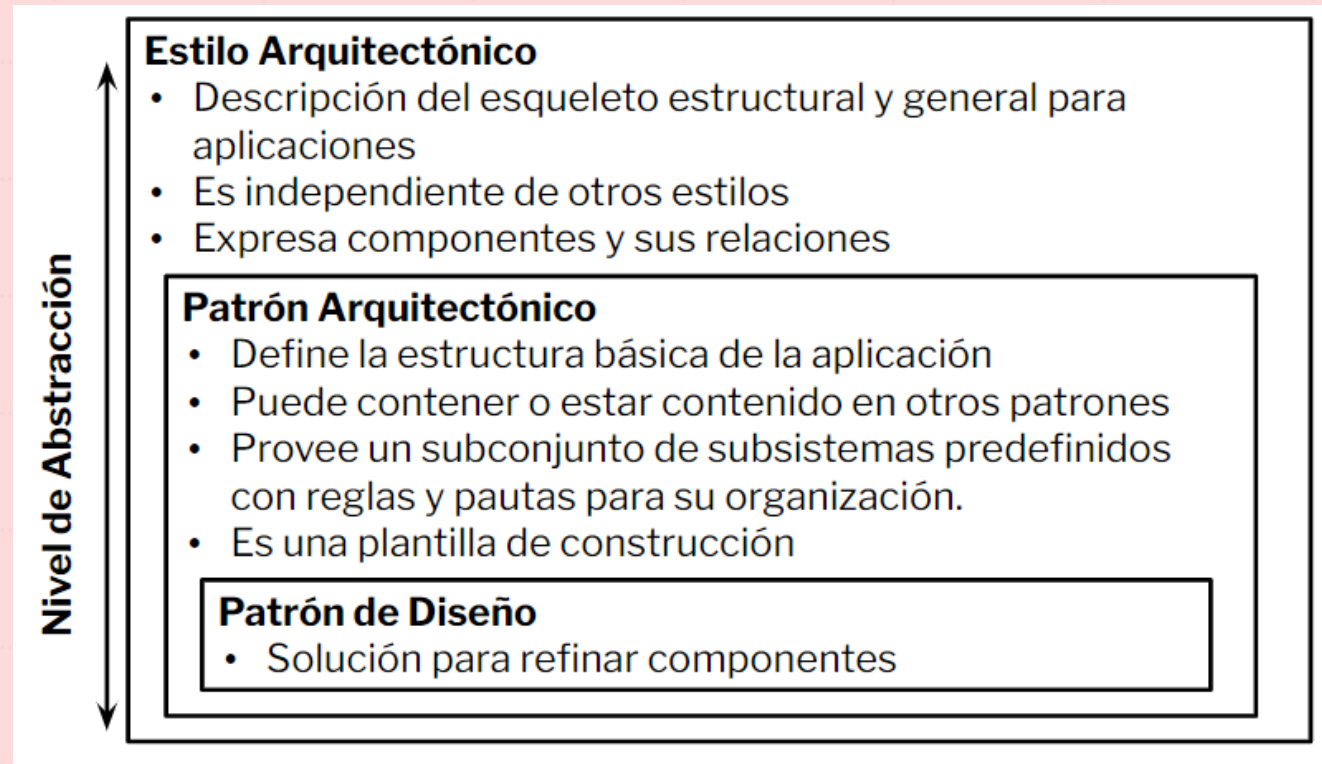 Estilo Arquitectónico
• Descripción del esqueleto estructural y general para
aplicaciones
• Es independiente de otros estilos
• Expresa componentes y sus relaciones
Nivel de Abstracción
Patrón Arquitectónico
• Define la estructura básica de la aplicación
• Puede contener o estar contenido en otros patrones
• Provee un subconjunto de subsistemas predefinidos
con reglas y pautas para su organización.
• Es una plantilla de construcción
Patrón de Diseño
• Solución para refinar componentes